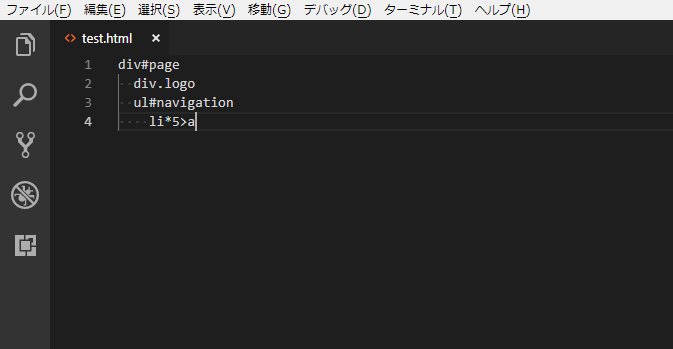 ファイル(F) 編集(E) 選択(S) 表示(V) 移動(G) デバッグ(D) ターミナル(T) ヘルプ(H)
<> test.html ×
1 div#page
2 div.logo
3 ul#navigation
4 li*5>a